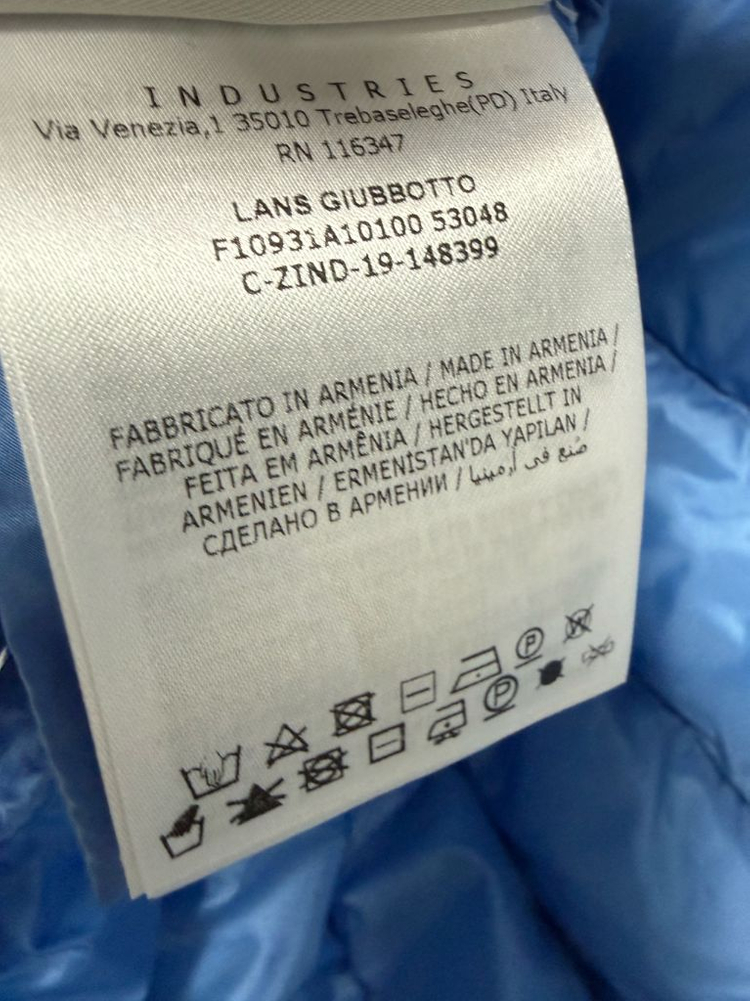 INDUSTRIES
Via Venezia,1 35010 Trebaseleghe(PD) Italy
RN 116347
LANS GIUBBOTTO
F10931A10100 53048
C-ZIND-19-148399
FABBRICATO IN ARMENIA / MADE IN ARMENIA /
FABRIQUÉ EN ARMÉNIE / HECHO EN ARMENIA /
FEITA EM ARMÊNIA / HERGESTELLT IN
ARMENIEN / ERMENİSTAN'DA YAPILAN /
СДЕЛАНО В АРМЕНИИ / صنع في أرمينيا
P
W
P